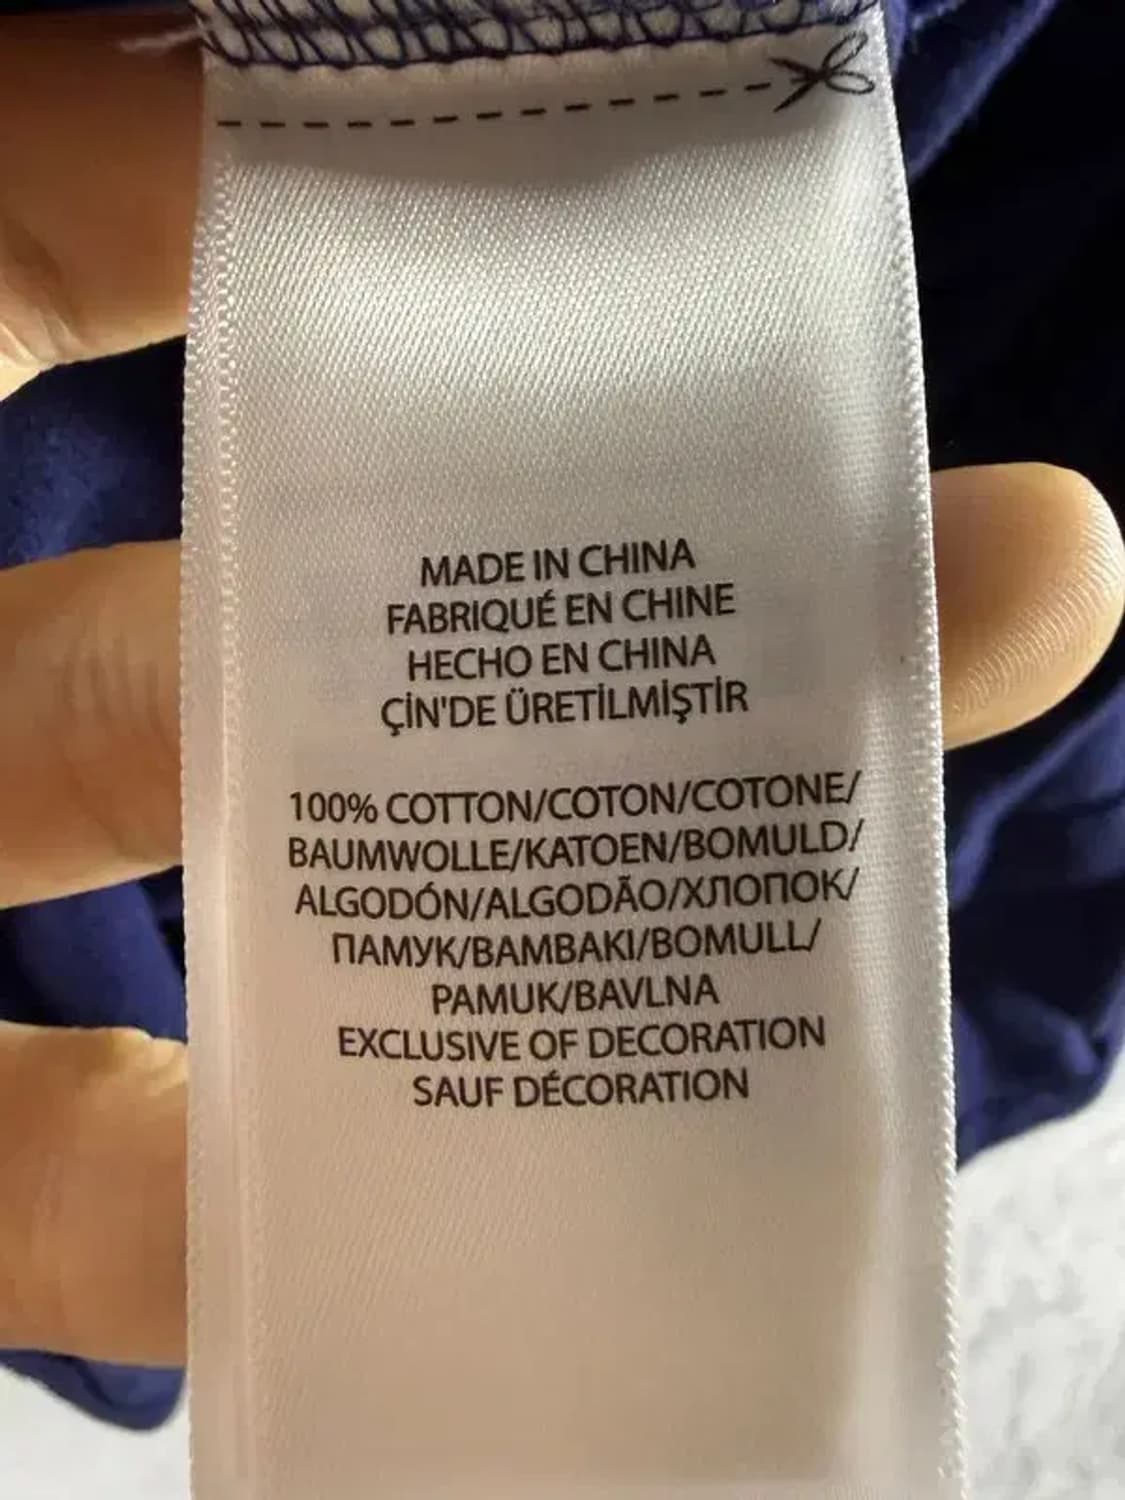 MADE IN CHINA
FABRIQUÉ EN CHINE
HECHO EN CHINA
ÇİN'DE ÜRETİLMİŞTİR
100% COTTON/COTON/COTONE/
BAUMWOLLE/KATOEN/BOMULD/
ALGODÓN/ALGODÃO/ХЛОПОК/
ПАМУК/BAMBAKI/BOMULL/
PAMUK/BAVLNA
EXCLUSIVE OF DECORATION
SAUF DÉCORATION